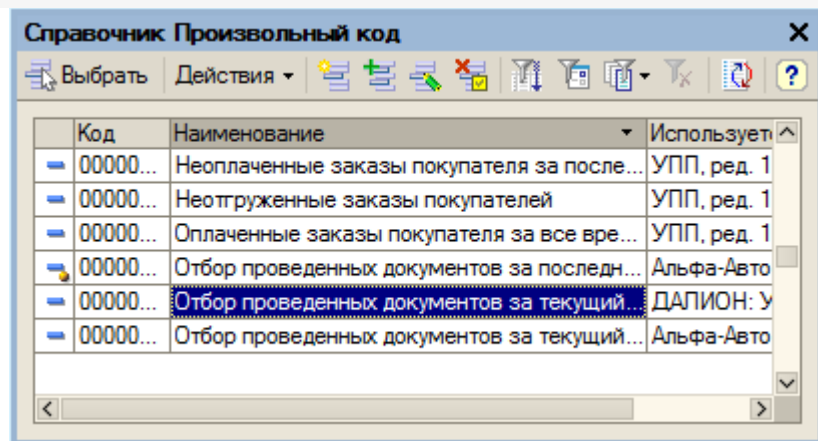 Справочник Произвольный код
Выбрать Действия ?
Код Наименование Использует
00000... Неоплаченные заказы покупателя за после... УПП, ред. 1
00000... Неотгруженные заказы покупателей УПП, ред. 1
00000... Оплаченные заказы покупателя за все вре... УПП, ред. 1
00000... Отбор проведенных документов за последн... Альфа-Авто
00000... Отбор проведенных документов за текущий... ДАЛИОН: У
00000... Отбор проведенных документов за текущий... Альфа-Авто